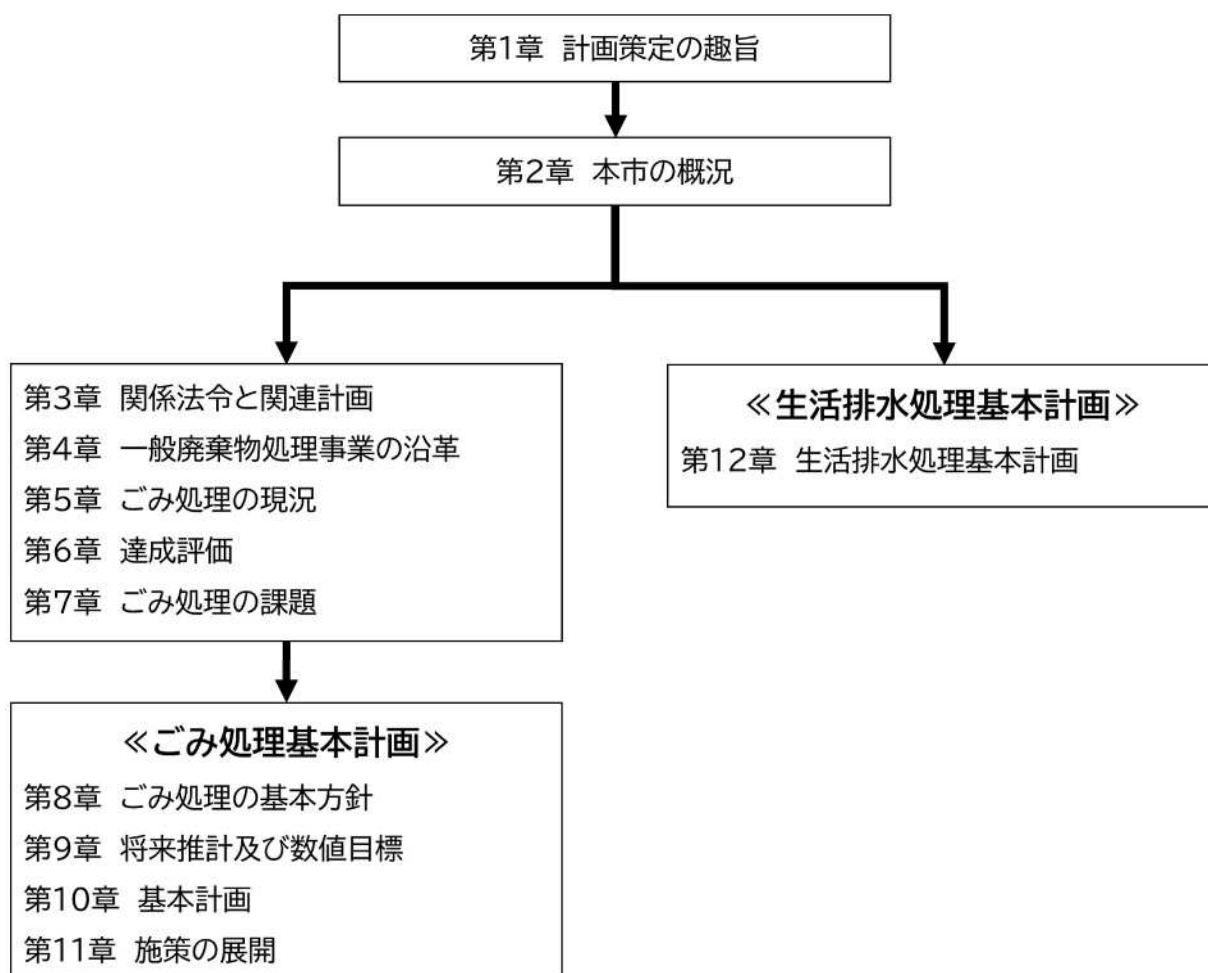 第1章 計画策定の趣旨
第2章 本市の概況
第3章 関係法令と関連計画
第4章 一般廃棄物処理事業の沿革
第5章 ごみ処理の現況
第6章 達成評価
第7章 ごみ処理の課題
≪ごみ処理基本計画≫
第8章 ごみ処理の基本方針
第9章 将来推計及び数値目標
第10章 基本計画
第11章 施策の展開
≪生活排水処理基本計画≫
第12章 生活排水処理基本計画